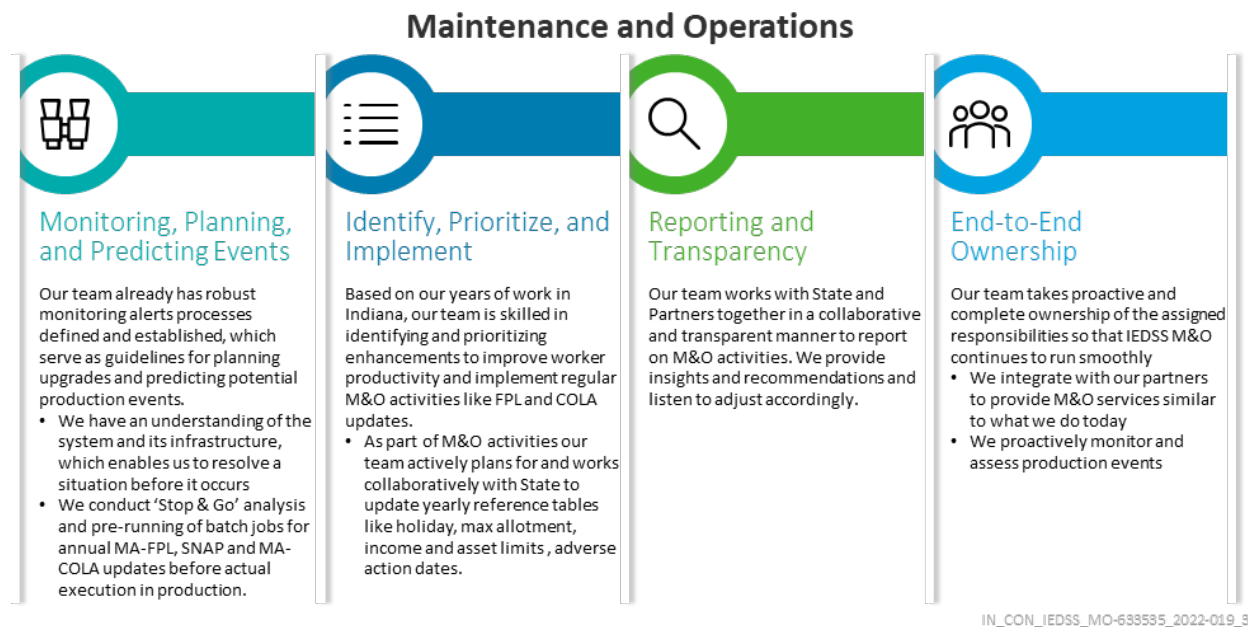 Maintenance and Operations
Monitoring, Planning,
and Predicting Events
Our team already has robust
monitoring alerts processes
defined and established, which
serve as guidelines for planning
upgrades and predicting potential
production events.
• We have an understanding of the
system and its infrastructure,
which enables us to resolve a
situation before it occurs
• We conduct ‘Stop & Go’ analysis
and pre-running of batch jobs for
annual MA-FPL, SNAP and MA-
COLA updates before actual
execution in production.
Identify, Prioritize, and
Implement
Based on our years of work in
Indiana, our team is skilled in
identifying and prioritizing
enhancements to improve worker
productivity and implement regular
M&O activities like FPL and COLA
updates.
• As part of M&O activities our
team actively plans for and works
collaboratively with State to
update yearly reference tables
like holiday, max allotment,
income and asset limits , adverse
action dates.
Reporting and
Transparency
Our team works with State and
Partners together in a collaborative
and transparent manner to report
on M&O activities. We provide
insights and recommendations and
listen to adjust accordingly.
End-to-End
Ownership
Our team takes proactive and
complete ownership of the assigned
responsibilities so that IEDSS M&O
continues to run smoothly
• We integrate with our partners
to provide M&O services similar
to what we do today
• We proactively monitor and
assess production events
IN_CON_IEDSS_MO-633535_2022-019_3